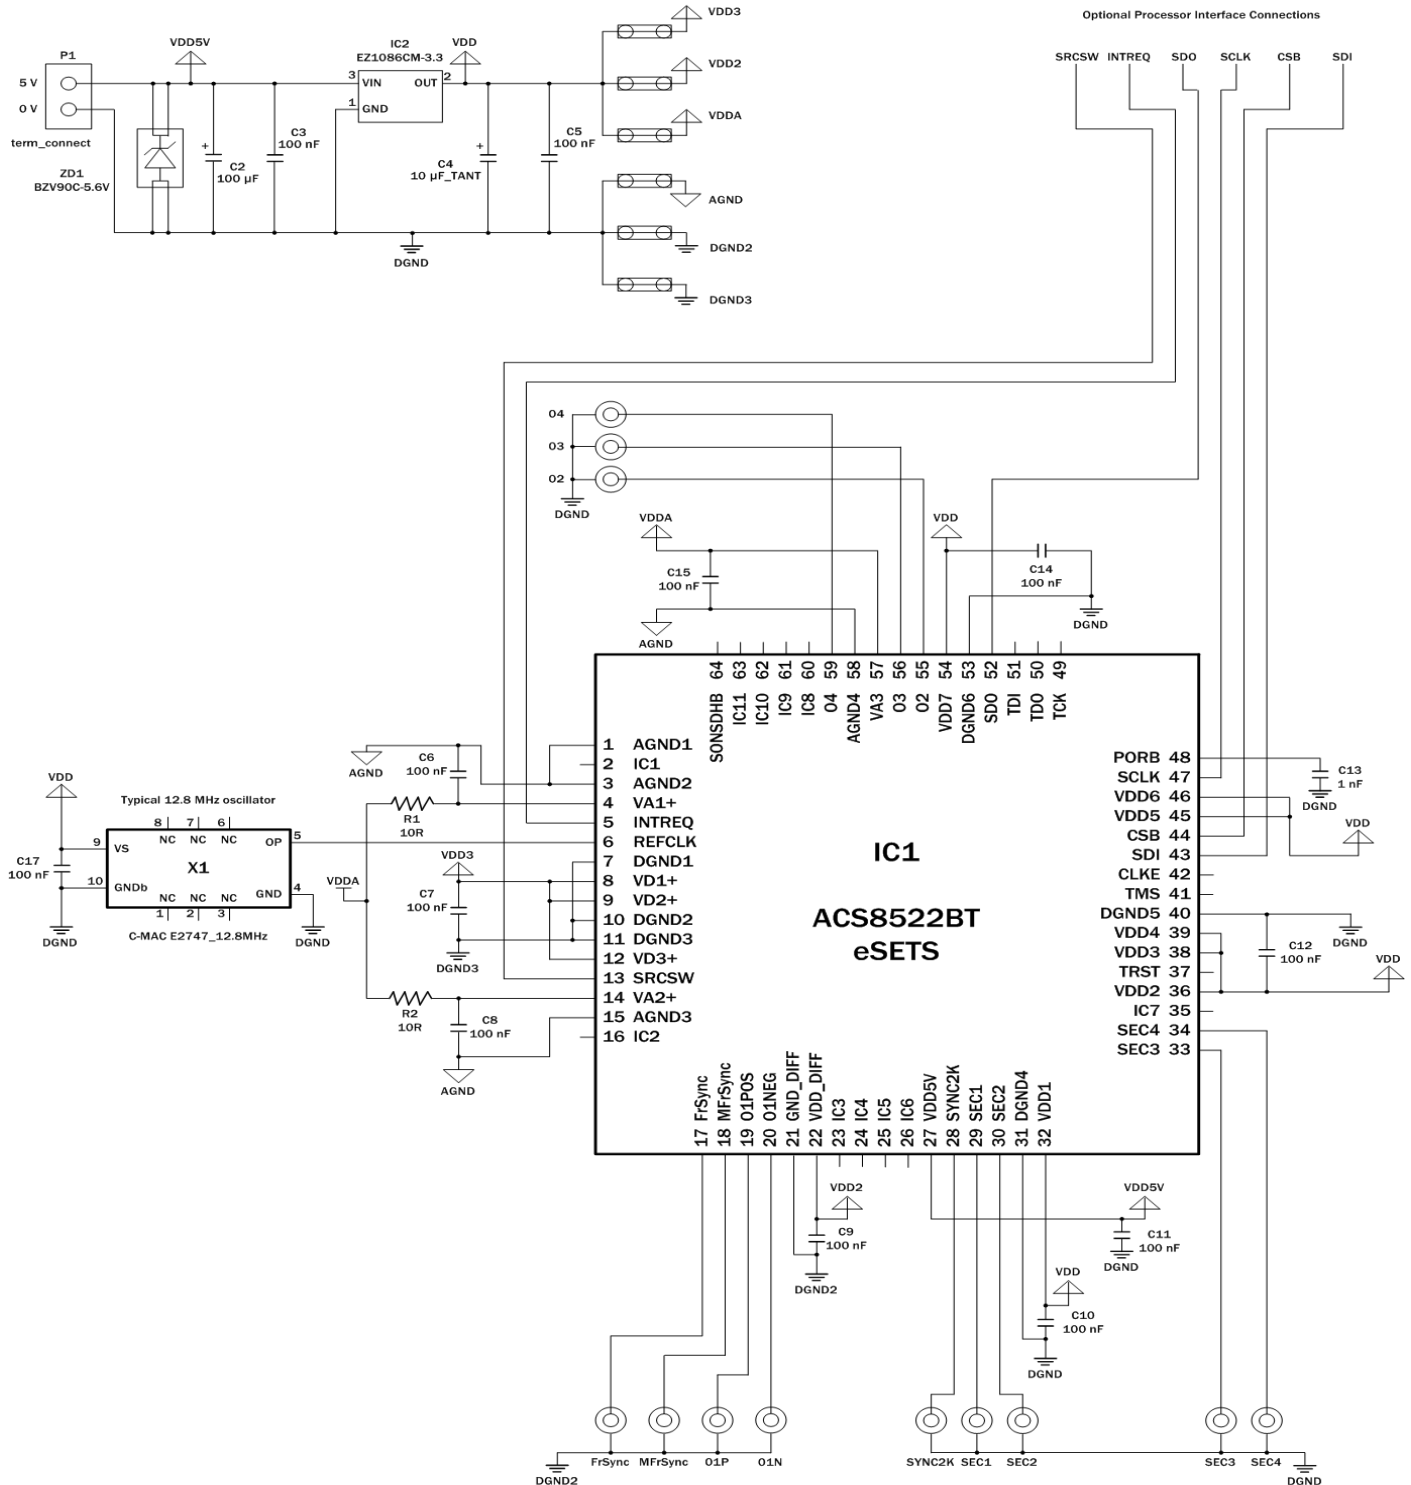 Optional Processor Interface Connections
SRCSW INTREQ SDO SCLK CSB SDI
P1
5 V
0 V
term_connect
VDD5V
ZD1
BZV90C-5.6V
+
C2
100 µF
C3
100 nF
IC2
EZ1086CM-3.3
3 VIN
OUT 2
1 GND
VDD
+
C4
10 µF_TANT
C5
100 nF
VDD3
VDD2
VDDA
AGND
DGND2
DGND3
DGND
O4
O3
O2
DGND
VDDA
C15
100 nF
AGND
VDD
C14
100 nF
DGND
64 SONSDHB
63 IC11
62 IC10
61 IC9
60 IC8
59 O4
58 AGND4
57 VA3
56 O3
55 O2
54 VDD7
53 DGND6
52 SDO
51 TDI
50 TDO
49 TCK
1 AGND1
2 IC1
3 AGND2
4 VA1+
5 INTREQ
6 REFCLK
7 DGND1
8 VD1+
9 VD2+
10 DGND2
11 DGND3
12 VD3+
13 SRCSW
14 VA2+
15 AGND3
16 IC2
IC1
ACS8522BT
eSETS
PORB 48
SCLK 47
VDD6 46
VDD5 45
CSB 44
SDI 43
CLKE 42
TMS 41
DGND5 40
VDD4 39
VDD3 38
TRST 37
VDD2 36
IC7 35
SEC4 34
SEC3 33
17 FrSync
18 MFrSync
19 O1POS
20 O1NEG
21 GND_DIFF
22 VDD_DIFF
23 IC3
24 IC4
25 IC5
26 IC6
27 VDD5V
28 SYNC2K
29 SEC1
30 SEC2
31 DGND4
32 VDD1
AGND
C6
100 nF
R1
10R
VDD
Typical 12.8 MHz oscillator
8 7 6
NC NC NC
9 VS
OP 5
X1
10 GNDb
GND 4
NC NC NC
1 2 3
C-MAC E2747_12.8MHz
C17
100 nF
DGND
DGND
VDDA
VDD3
C7
100 nF
DGND3
R2
10R
C8
100 nF
AGND
C13
1 nF
DGND
VDD
DGND
C12
100 nF
VDD
VDD2
C9
100 nF
DGND2
VDD5V
C11
100 nF
DGND
VDD
C10
100 nF
DGND
DGND2
FrSync MFrSync O1P O1N
SYNC2K SEC1 SEC2
SEC3 SEC4
DGND